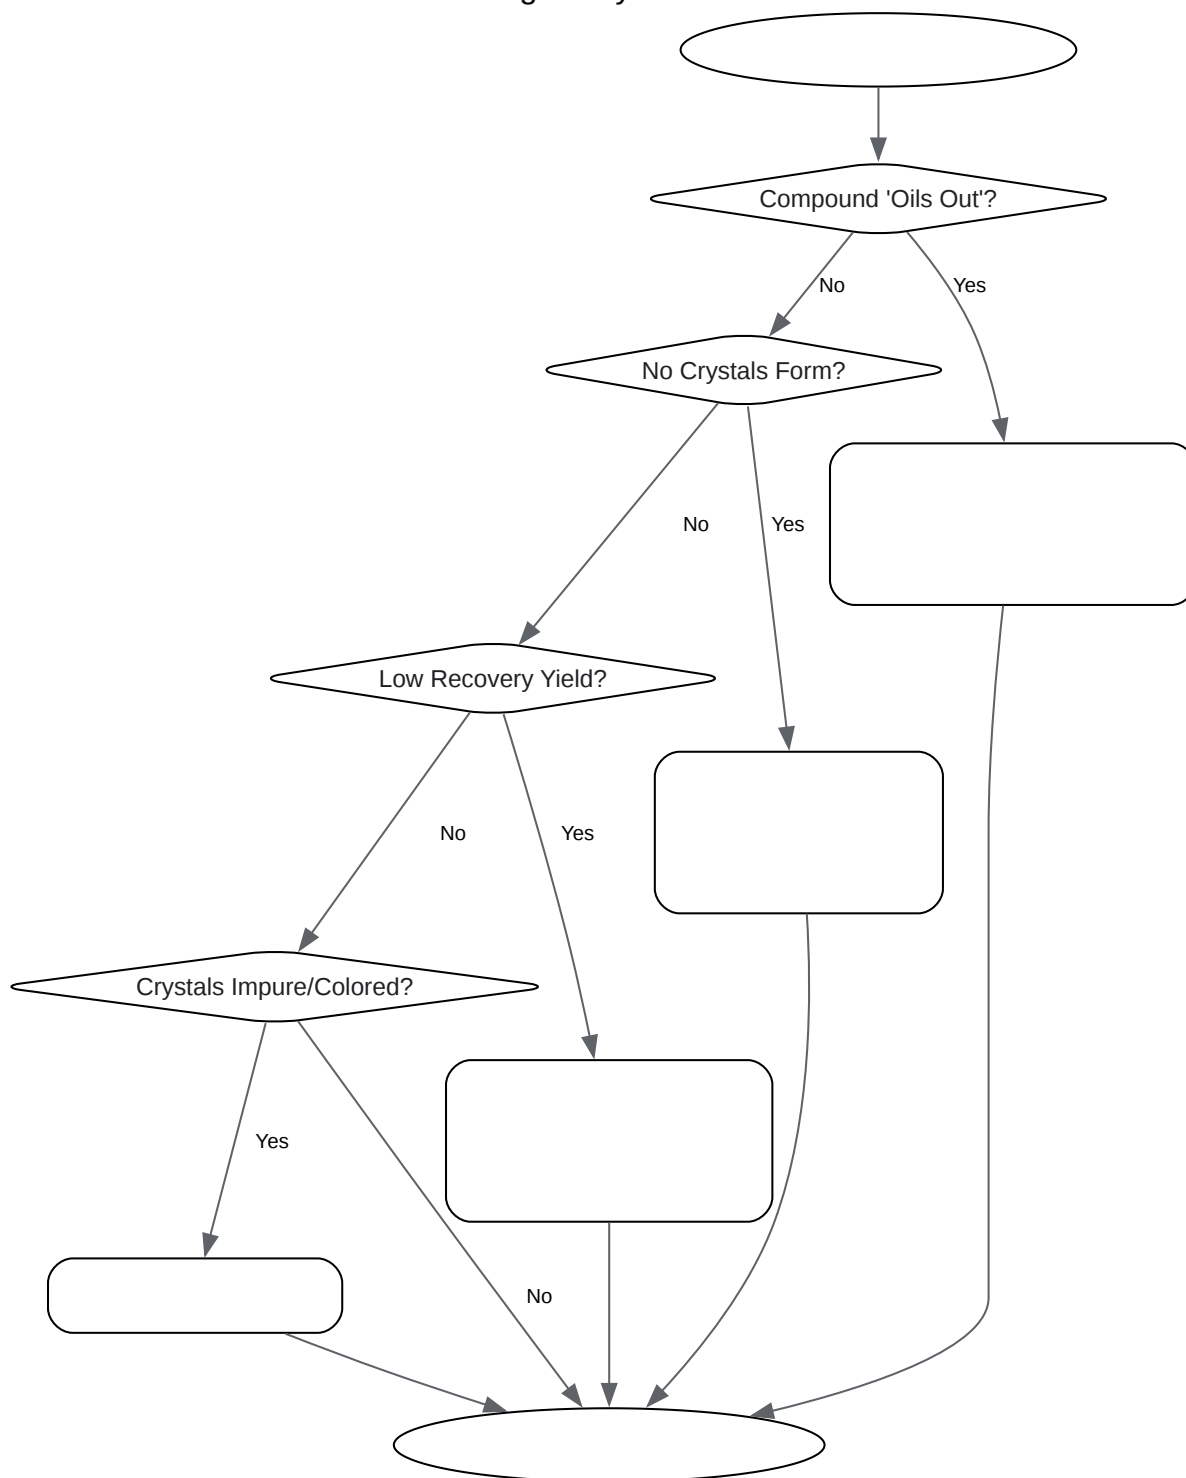 Compound 'Oils Out'?
No
Yes
No Crystals Form?
No
Yes
Low Recovery Yield?
No
Yes
Crystals Impure/Colored?
Yes
No